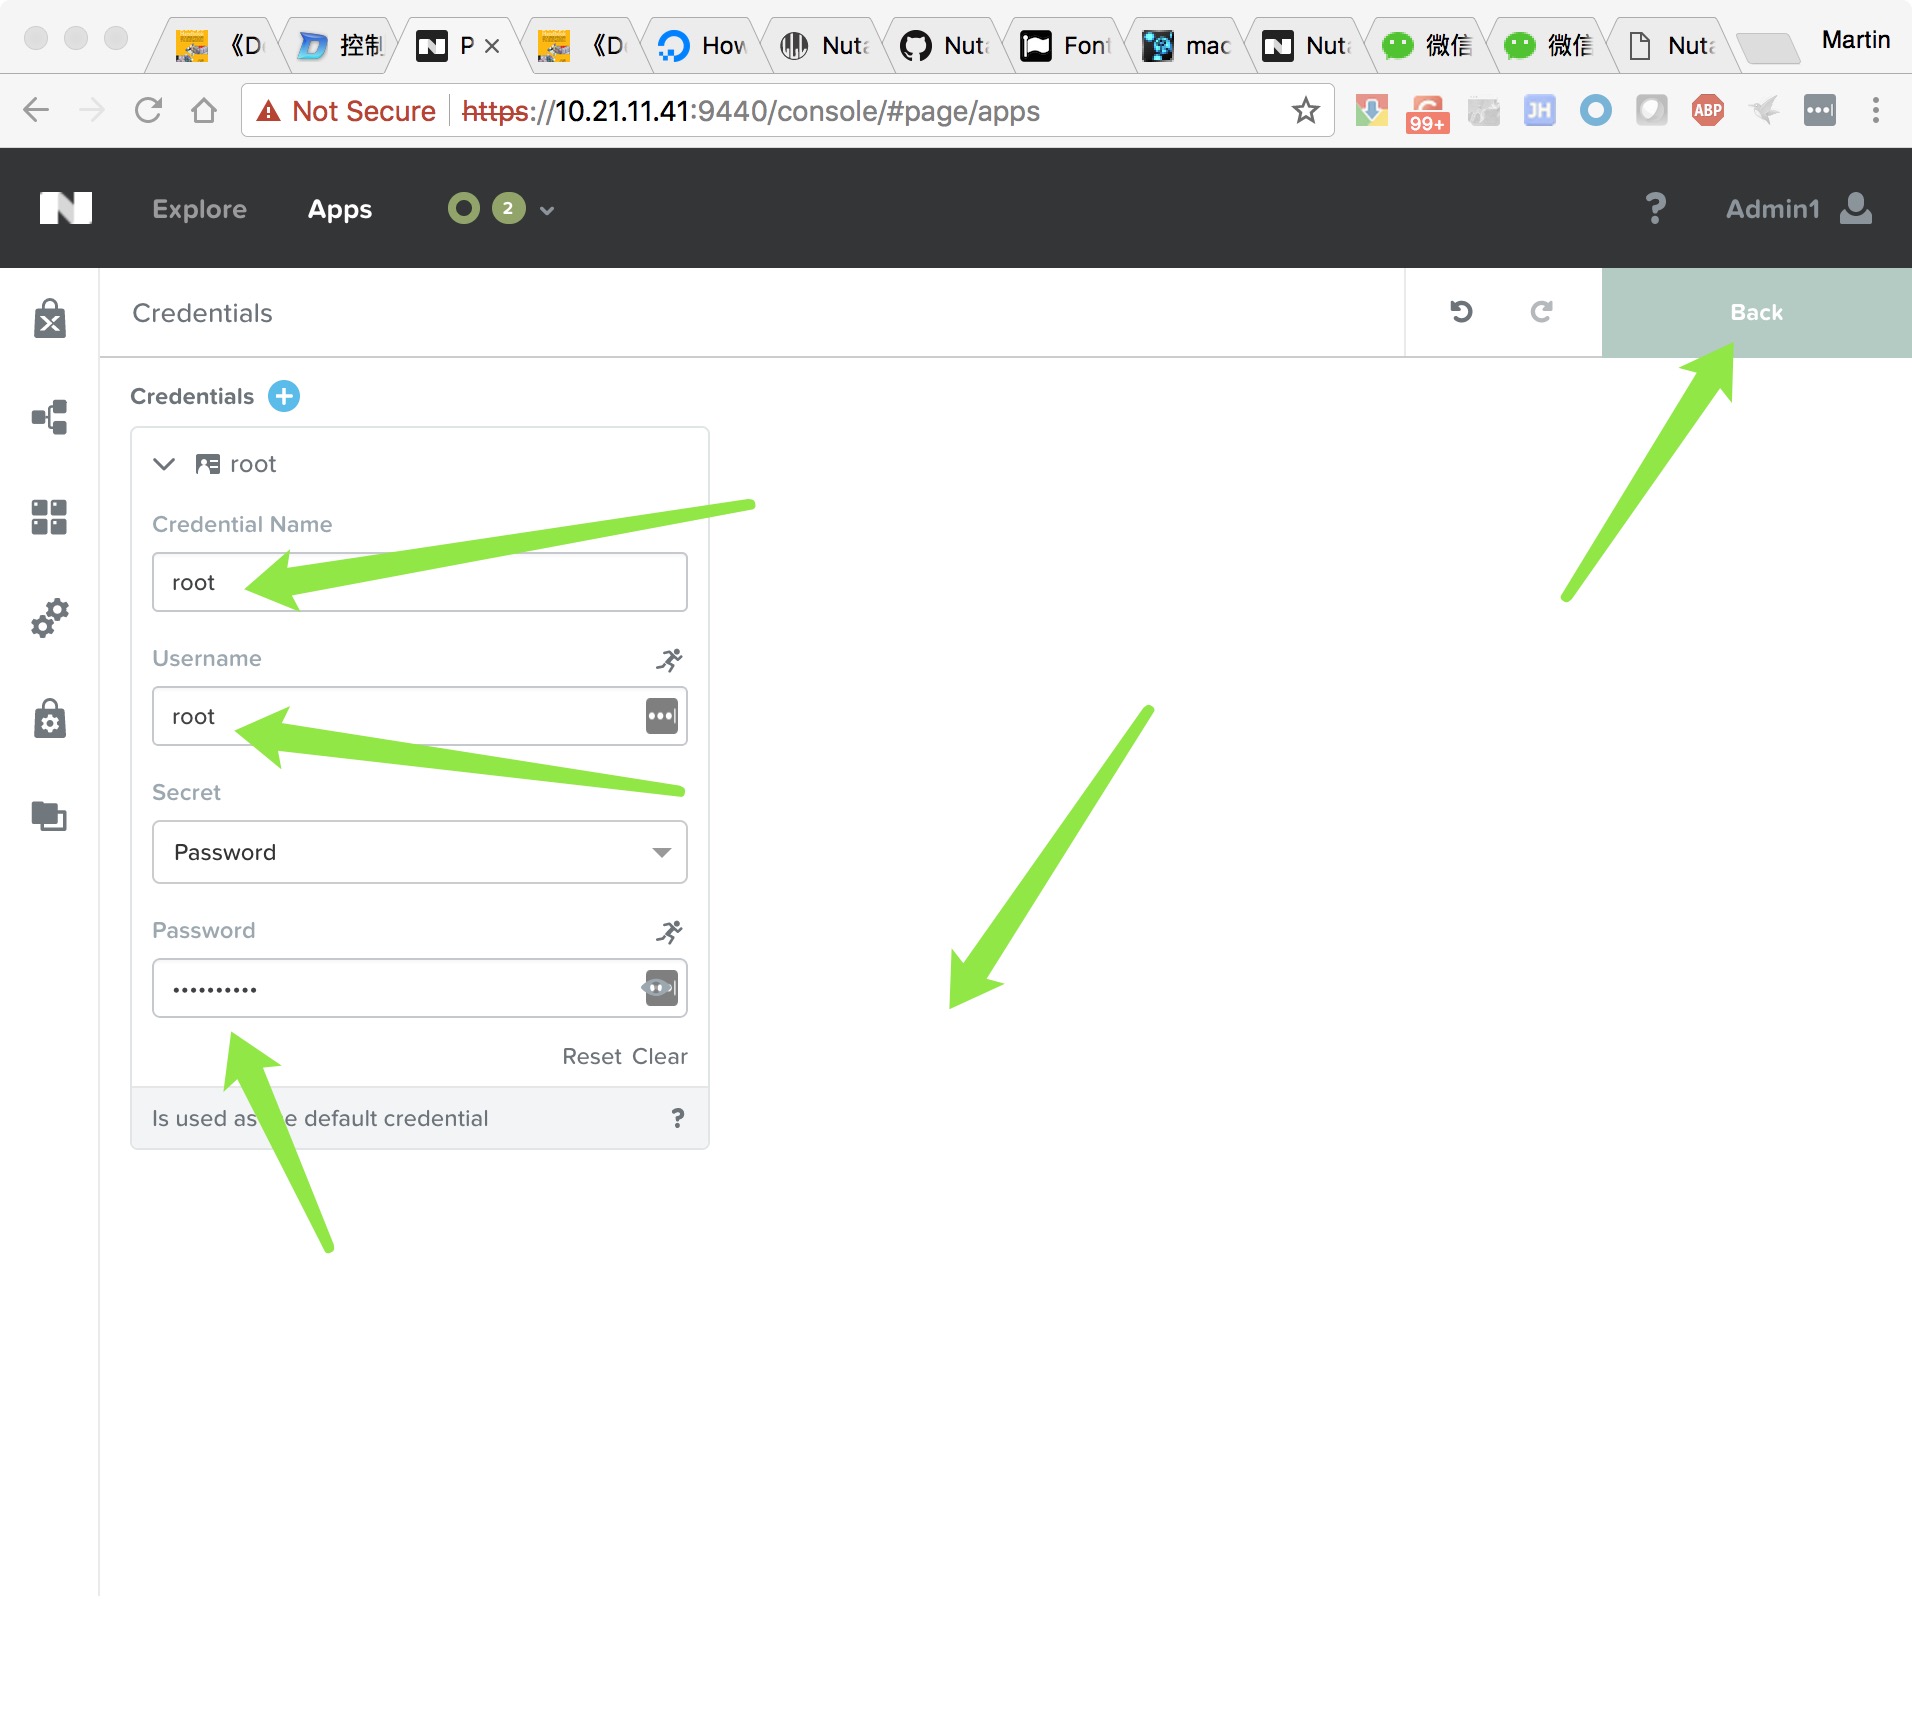 《D 控制 P 《D How Nuta Nuta Font mac Nuta 微信 微信 Nuta Martin
Not Secure https://10.21.11.41:9440/console/#page/apps 99+ JH ABP
Explore Apps 2 ? Admin1
Credentials Back
Credentials
root
Credential Name
root
Username
root
Secret
Password
Password
••••••••••
Reset Clear
Is used as e default credential ?